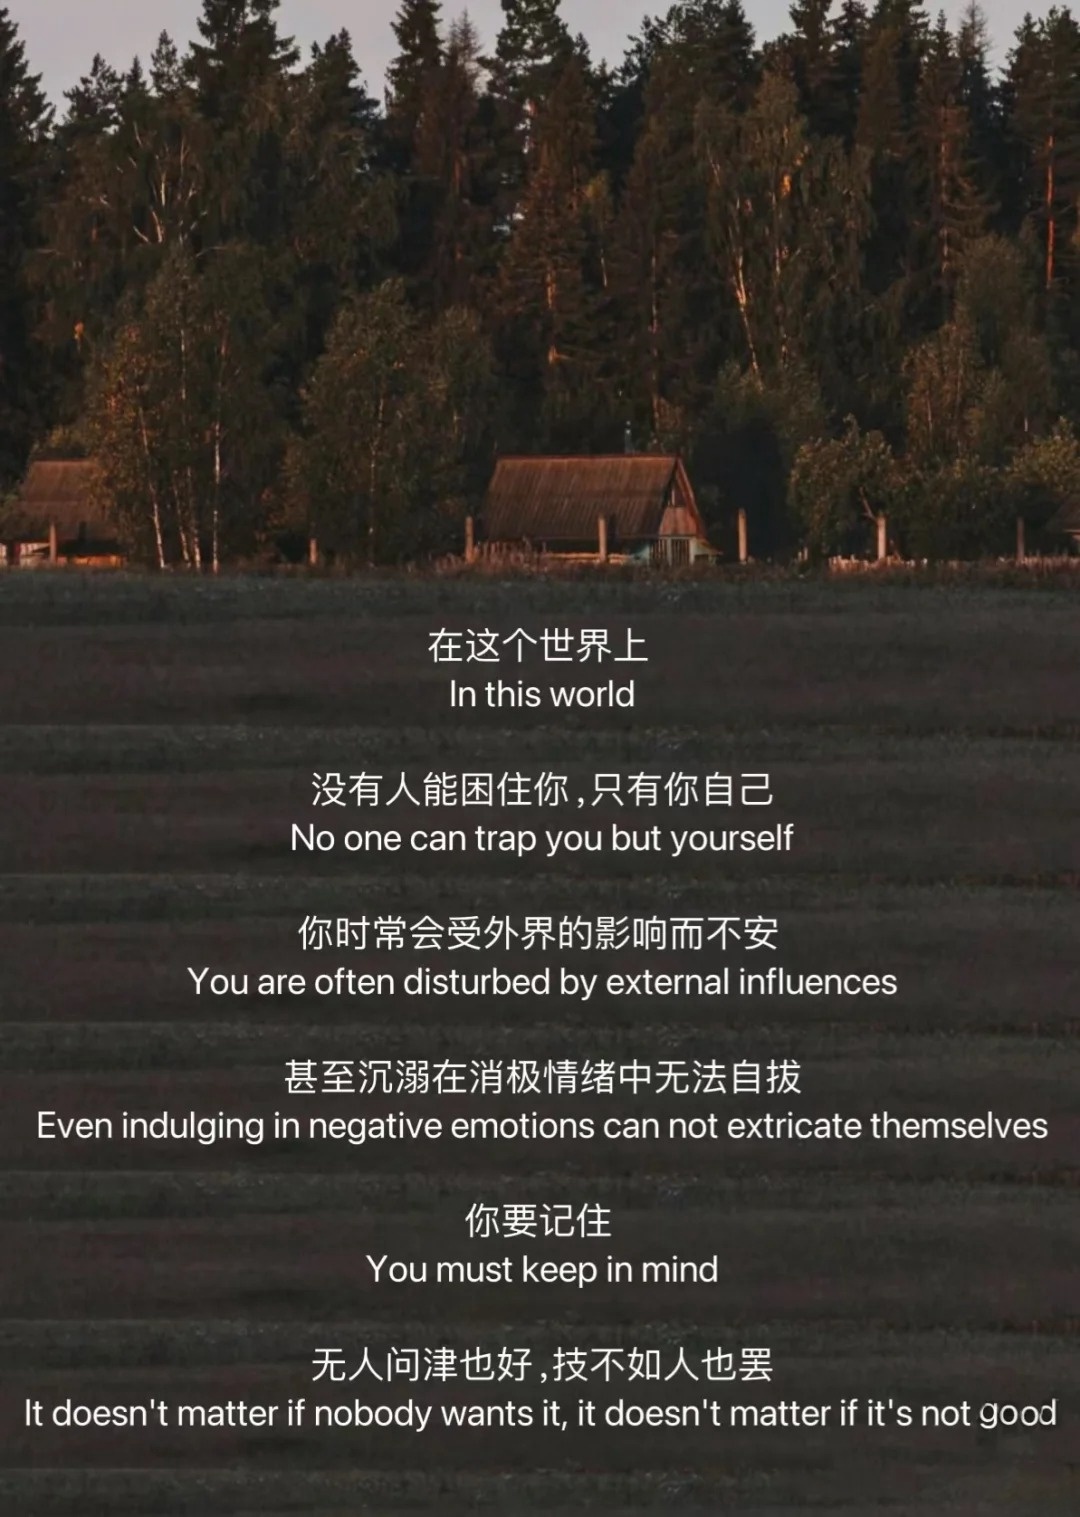 在这个世界上
In this world
没有人能困住你,只有你自己
No one can trap you but yourself
你时常会受外界的影响而不安
You are often disturbed by external influences
甚至沉溺在消极情绪中无法自拔
Even indulging in negative emotions can not extricate themselves
你要记住
You must keep in mind
无人问津也好,技不如人也罢
It doesn't matter if nobody wants it, it doesn't matter if it's not good